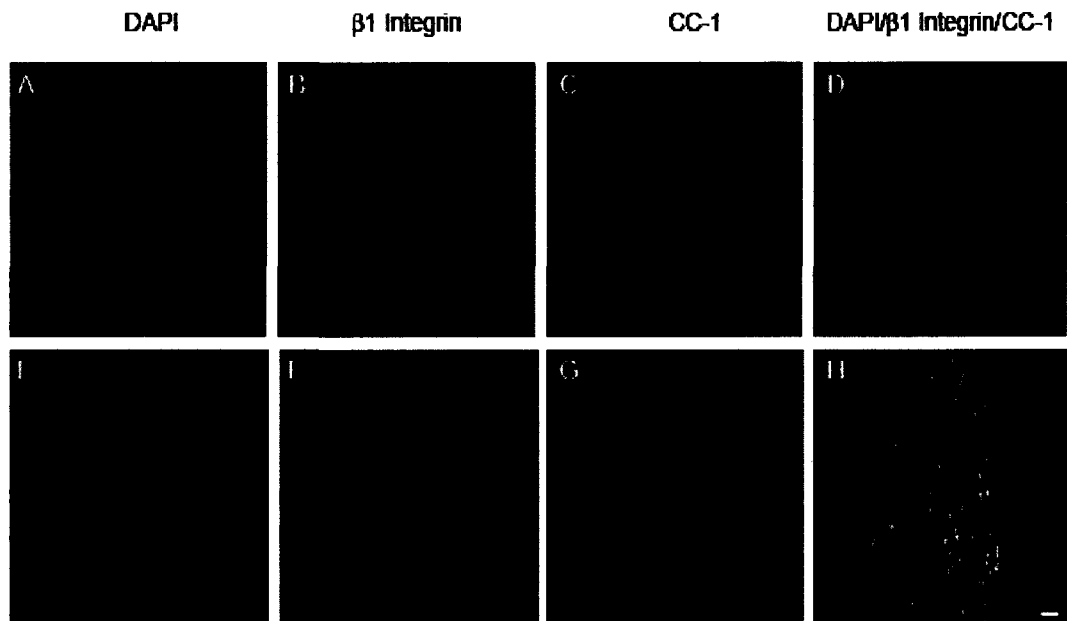 DAPI β1 Integrin CC-1 DAPI/β1 Integrin/CC-1
A B C D
G H